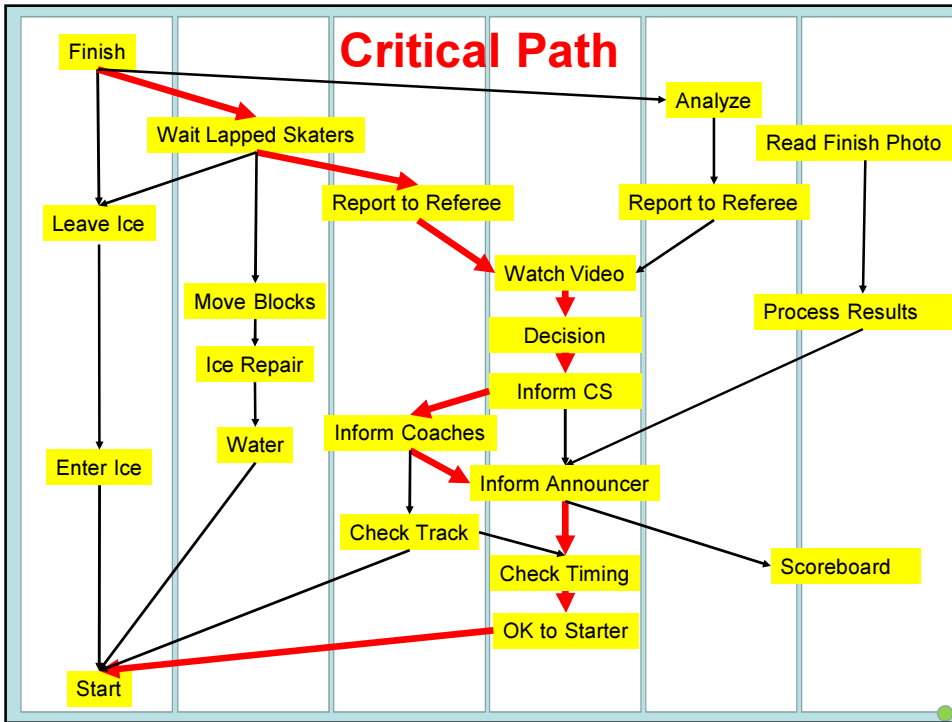 Critical Path
Finish
Analyze
Wait Lapped Skaters
Read Finish Photo
Report to Referee
Report to Referee
Leave Ice
Watch Video
Move Blocks
Process Results
Decision
Ice Repair
Inform CS
Inform Coaches
Water
Enter Ice
Inform Announcer
Check Track
Scoreboard
Check Timing
OK to Starter
Start